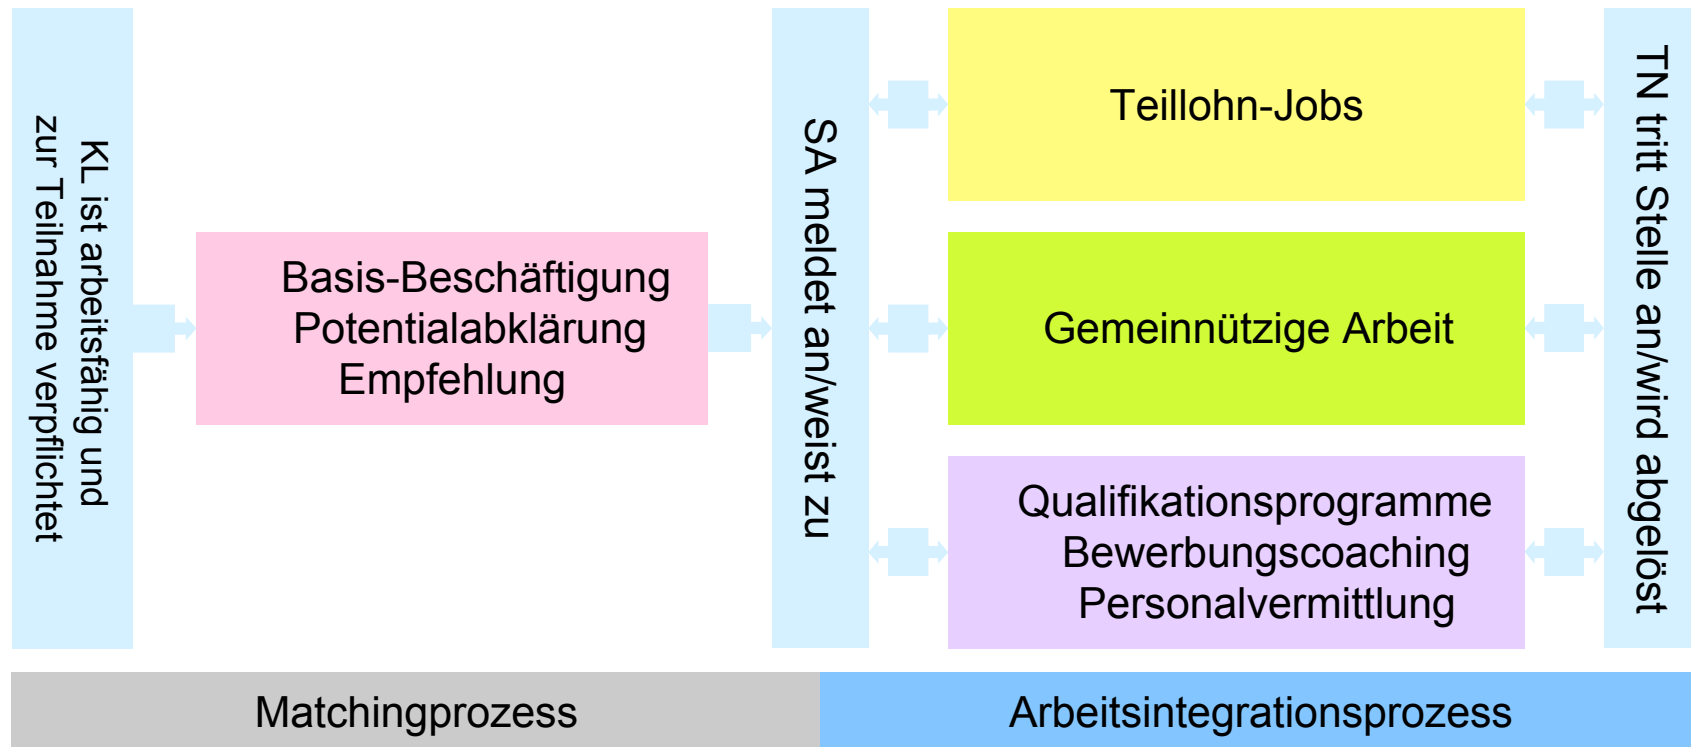 KL ist arbeitsfähig und
zur Teilnahme verpflichtet
Basis-Beschäftigung
Potentialabklärung
Empfehlung
SA meldet an/weist zu
Teillohn-Jobs
Gemeinnützige Arbeit
Qualifikationsprogramme
Bewerbungscoaching
Personalvermittlung
TN tritt Stelle an/wird abgelöst
Matchingprozess
Arbeitsintegrationsprozess